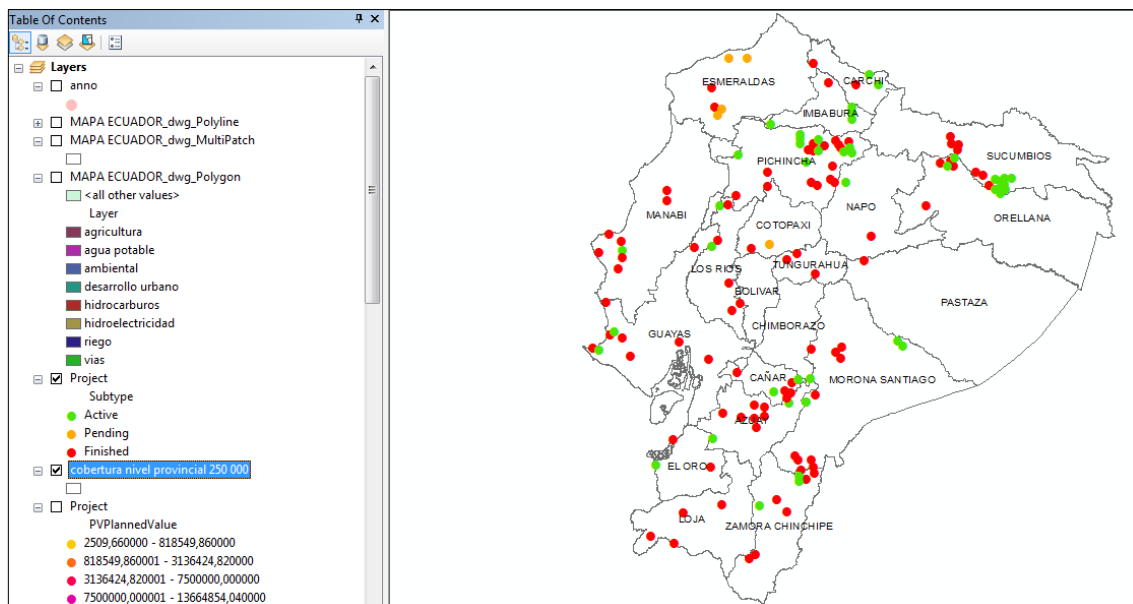 Table Of Contents
Layers
anno
MAPA ECUADOR_dwg_Polyline
MAPA ECUADOR_dwg_MultiPatch
MAPA ECUADOR_dwg_Polygon
<all other values>
Layer
agricultura
agua potable
ambiental
desarrollo urbano
hidrocarburos
hidroelectricidad
riego
vias
Project
Subtype
Active
Pending
Finished
cobertura nivel provincial 250 000
Project
PVPlannedValue
2509,660000 - 818549,860000
818549,860001 - 3136424,820000
3136424,820001 - 7500000,000000
7500000,000001 - 13664854,040000
ESMERALDAS
CARCHI
IMBABURA
SUCUMBIOS
PICHINCHA
NAPO
ORELLANA
MANABI
COTOPAXI
LOS RIOS
TUNGURAHUA
BOLIVAR
PASTAZA
CHIMBORAZO
GUAYAS
CAÑAR
MORONA SANTIAGO
AZUAY
EL ORO
LOJA
ZAMORA CHINCHIPE